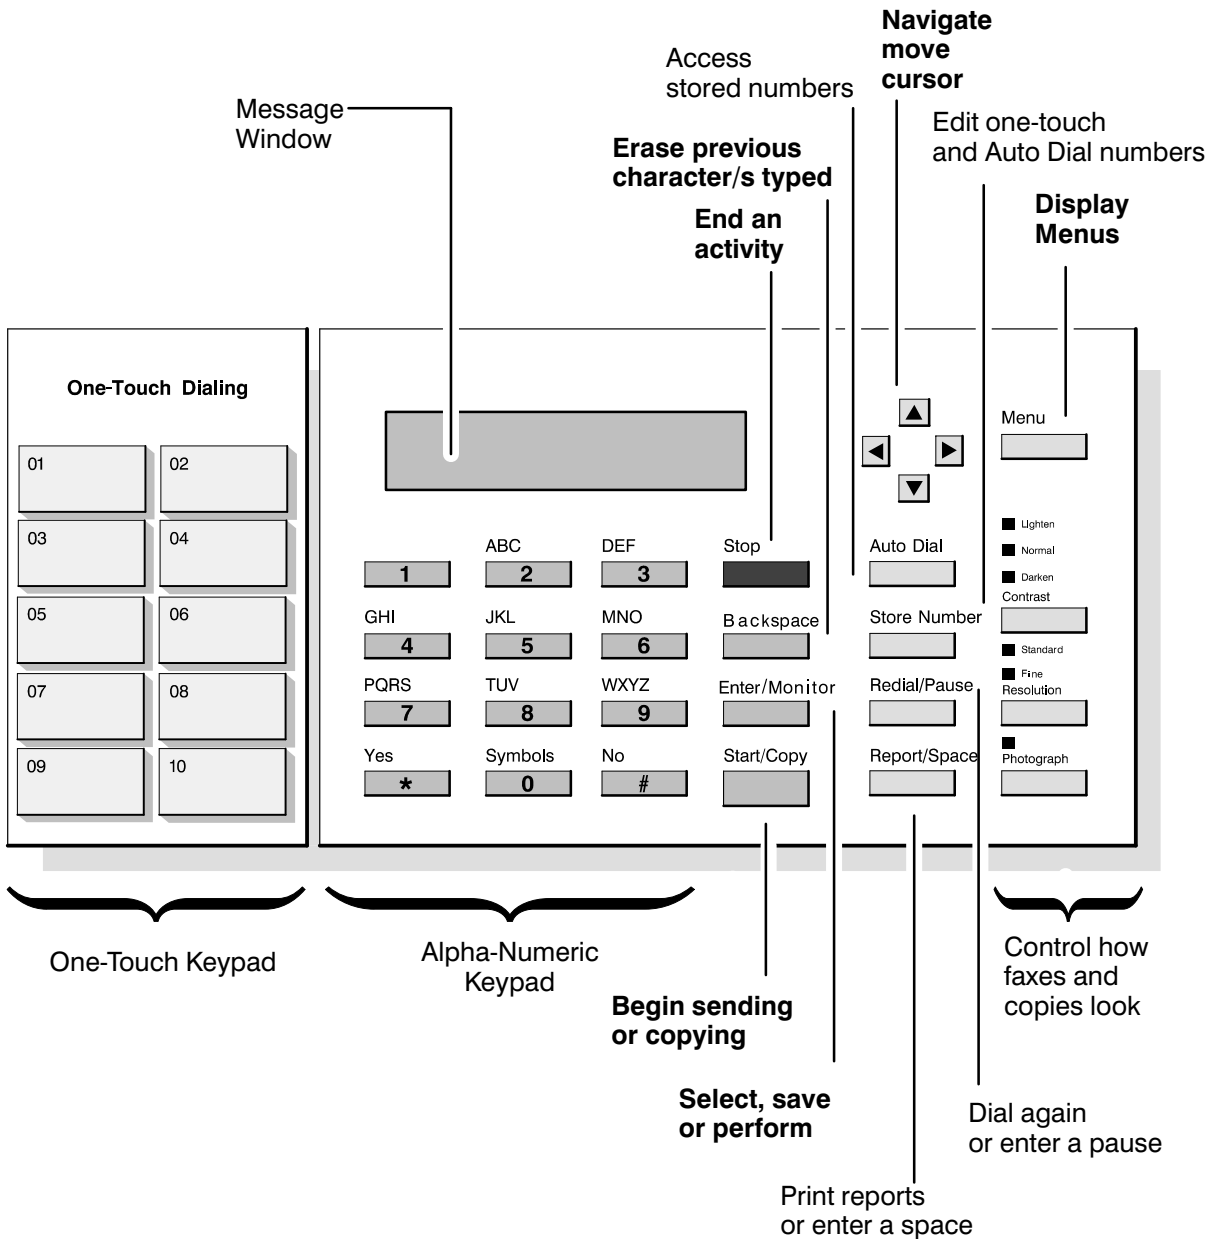 Navigate
move
cursor
Access
stored numbers
Message
Window
Edit one-touch
and Auto Dial numbers
Erase previous
character/s typed
Display
Menus
End an
activity
One-Touch Dialing
01
02
03
04
05
06
07
08
09
10
1
ABC
2
DEF
3
GHI
4
JKL
5
MNO
6
PQRS
7
TUV
8
WXYZ
9
Yes
*
Symbols
0
No
#
Stop
Backspace
Enter/Monitor
Start/Copy
Auto Dial
Store Number
Redial/Pause
Report/Space
Menu
Lighten
Normal
Darken
Contrast
Standard
Fine
Resolution
Photograph
One-Touch Keypad
Alpha-Numeric
Keypad
Control how
faxes and
copies look
Begin sending
or copying
Select, save
or perform
Dial again
or enter a pause
Print reports
or enter a space